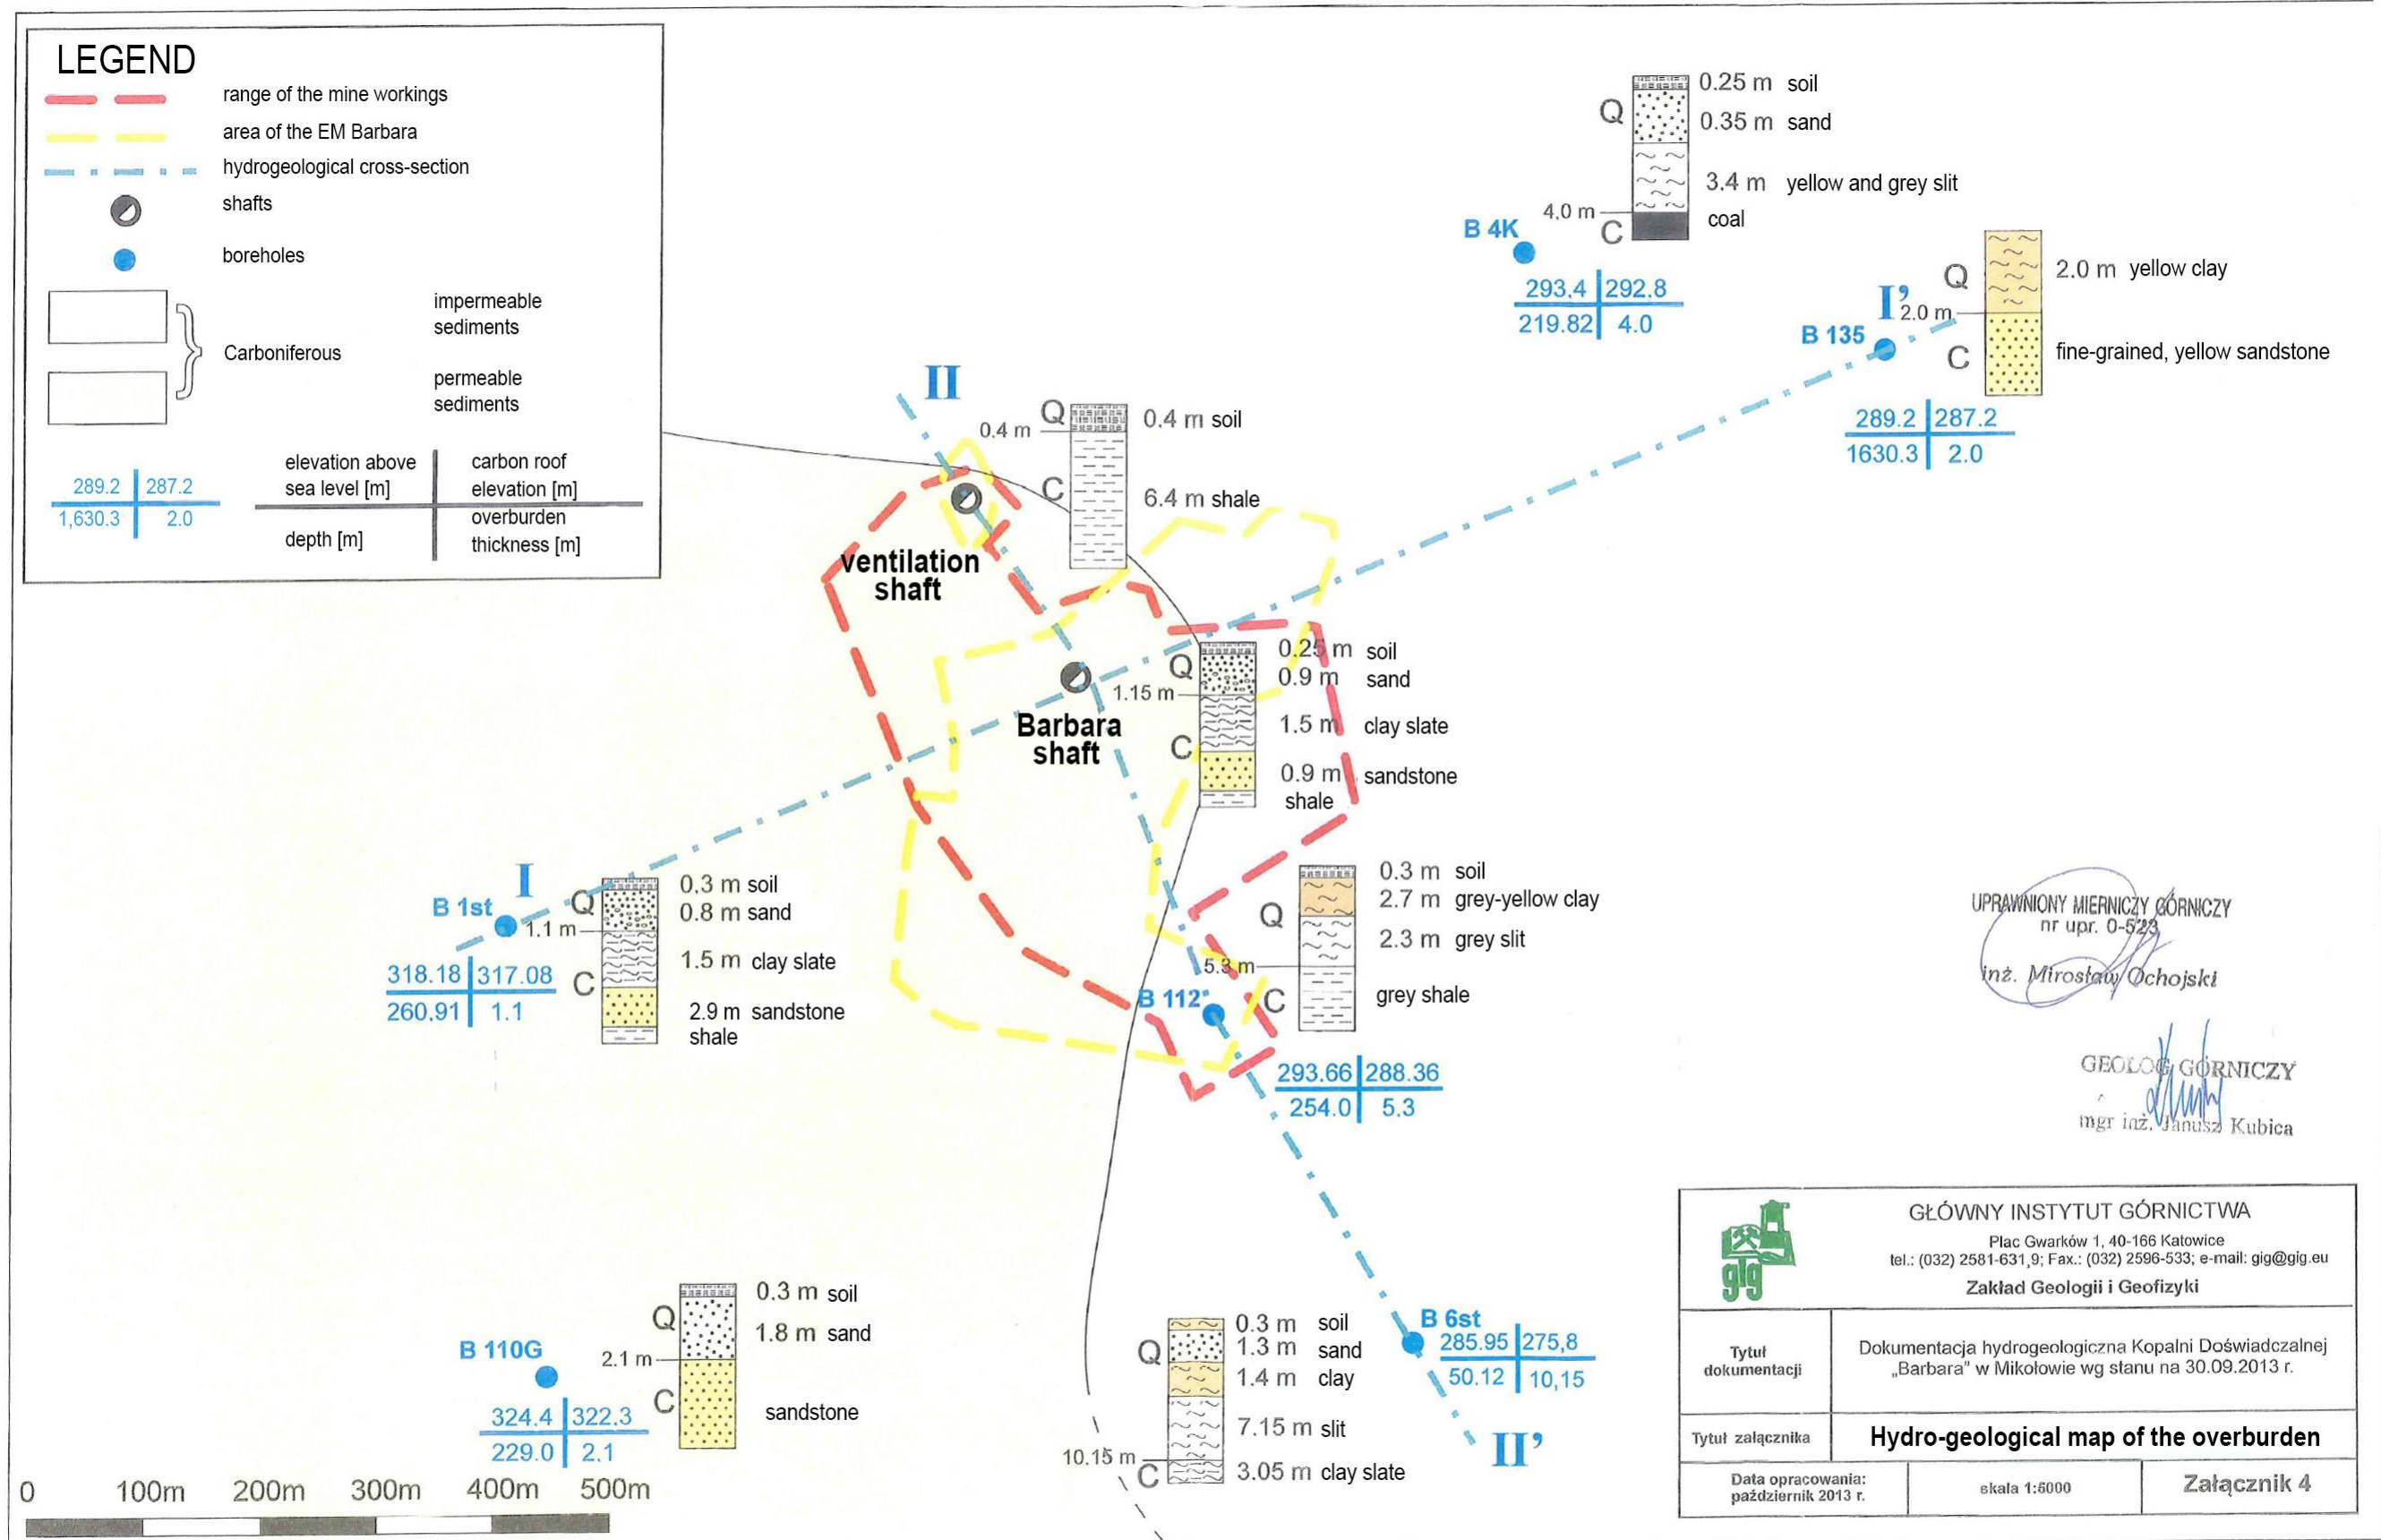 LEGEND
range of the mine workings
area of the EM Barbara
hydrogeological cross-section
shafts
boreholes
impermeable
sediments
Carboniferous
permeable
sediments
289.2 287.2
1,630.3 2.0
elevation above
sea level [m]
carbon roof
elevation [m]
depth [m]
overburden
thickness [m]
Q
C
4,0 m
0.25 m soil
0.35 m sand
3.4 m yellow and grey slit
coal
B 4K
293.4 292.8
219.82 4.0
Q
C
2.0 m
2.0 m yellow clay
fine-grained, yellow sandstone
I’
B 135
289.2 287.2
1630.3 2.0
II
Q
0.4 m
C
0.4 m soil
6.4 m shale
ventilation
shaft
Barbara
shaft
Q
1.15 m
C
0.25 m soil
0.9 m sand
1.5 m clay slate
0.9 m sandstone
shale
I
B 1st
318.18 317.08
260.91 1.1
Q
1.1 m
C
0.3 m soil
0.8 m sand
1.5 m clay slate
2.9 m sandstone
shale
Q
5.3 m
C
0.3 m soil
2.7 m grey-yellow clay
2.3 m grey slit
grey shale
B 112
293.66 288.36
254.0 5.3
UPRAWNIONY MIERNICZY GÓRNICZY
nr upr. 0-523
inż. Mirosław Ochojski
GEOLOG GÓRNICZY
mgr inż. Janusz Kubica
B 110G
324.4 322.3
229.0 2.1
Q
2.1 m
C
0.3 m soil
1.8 m sand
sandstone
Q
10.15 m
C
0.3 m soil
1.3 m sand
1.4 m clay
7.15 m slit
3.05 m clay slate
B 6st
285.95 275,8
50.12 10,15
II’
0 100m 200m 300m 400m 500m
gig
GŁÓWNY INSTYTUT GÓRNICTWA
Plac Gwarków 1, 40-166 Katowice
tel.: (032) 2581-631,9; Fax.: (032) 2596-533; e-mail: gig@gig.eu
Zakład Geologii i Geofizyki
Tytuł
dokumentacji
Dokumentacja hydrogeologiczna Kopalni Doświadczalnej
„Barbara” w Mikołowie wg stanu na 30.09.2013 r.
Tytuł załącznika
Hydro-geological map of the overburden
Data opracowania:
październik 2013 r.
skala 1:5000
Załącznik 4